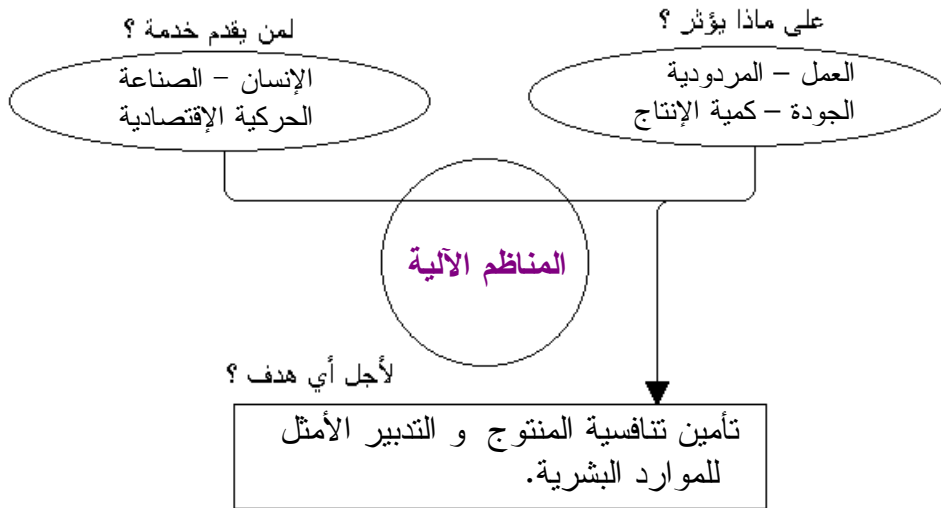 على ماذا يؤثر ؟
العمل – المردودية
الجودة – كمية الإنتاج
لمن يقدم خدمة ؟
الإنسان – الصناعة
الحركية الإقتصادية
المناظم الآلية
لأجل أي هدف ؟
تأمين تنافسية المنتوج و التدبير الأمثل
للموارد البشرية.